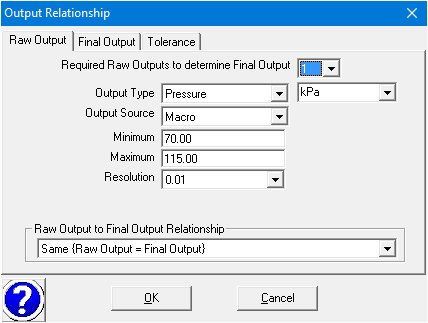 Output Relationship
Raw Output Final Output Tolerance
Required Raw Outputs to determine Final Output 1
Output Type Pressure kPa
Output Source Macro
Minimum 70.00
Maximum 115.00
Resolution 0.01
Raw Output to Final Output Relationship
Same {Raw Output = Final Output}
? OK Cancel